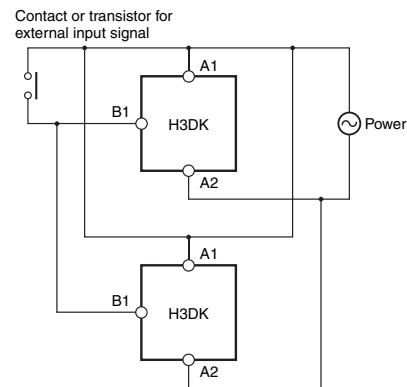 Contact or transistor for
external input signal
A1
B1
H3DK
Power
A2
A1
B1
H3DK
A2